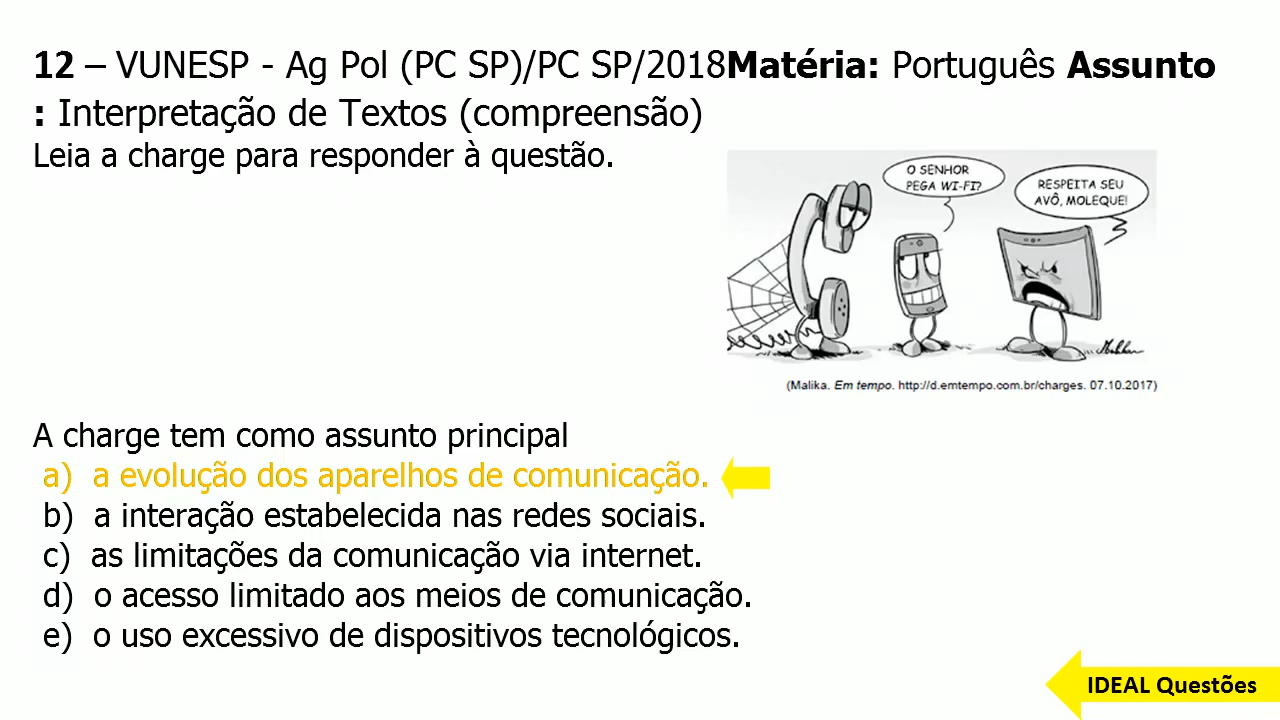 12 – VUNESP - Ag Pol (PC SP)/PC SP/2018Matéria: Português Assunto
: Interpretação de Textos (compreensão)
Leia a charge para responder à questão.
O SENHOR
PEGA WI-FI?
RESPEITA SEU
AVÔ, MOLEQUE!
(Malika. Em tempo. http://d.emtempo.com.br/charges. 07.10.2017)
A charge tem como assunto principal
a) a evolução dos aparelhos de comunicação.
b) a interação estabelecida nas redes sociais.
c) as limitações da comunicação via internet.
d) o acesso limitado aos meios de comunicação.
e) o uso excessivo de dispositivos tecnológicos.
IDEAL Questões